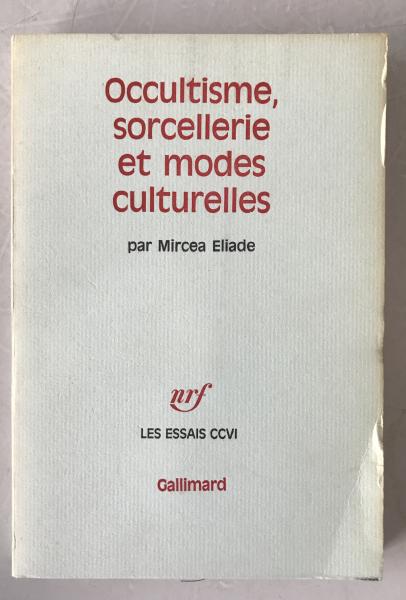 Occultisme,
sorcellerie
et modes
culturelles
par Mircea Eliade
nrf
LES ESSAIS CCVI
Gallimard